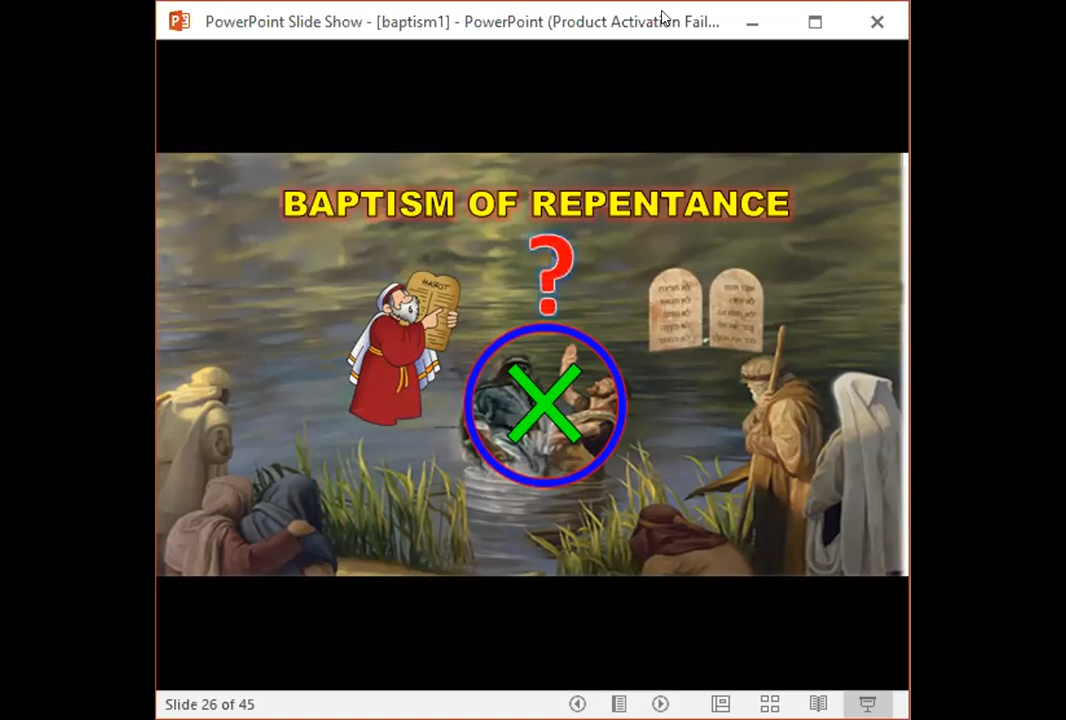 PowerPoint Slide Show - [baptism1] - PowerPoint (Product Activation Fail...
BAPTISM OF REPENTANCE
?
Slide 26 of 45